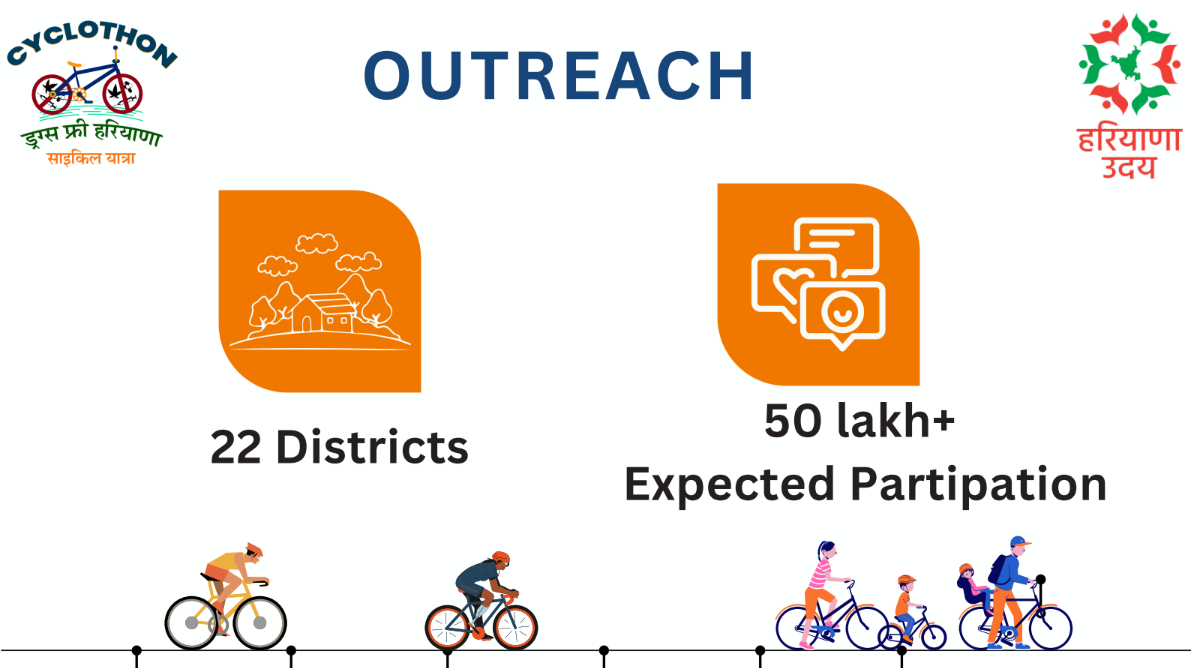 CYCLOTHON
ड्रग्स फ्री हरियाणा
साइकिल यात्रा
OUTREACH
हरियाणा
उदय
22 Districts
50 lakh+
Expected Partipation